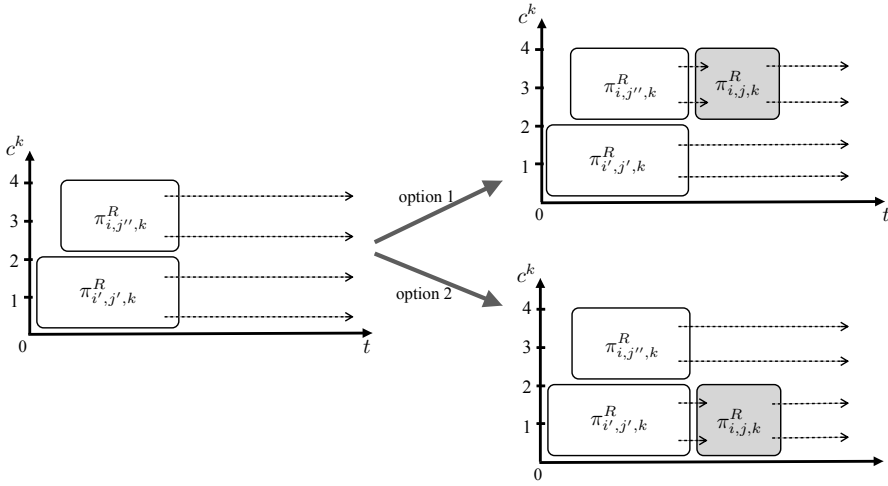 c^k
4
3
2
1
0
t
π^R_{i,j'',k}
π^R_{i',j',k}
option 1
option 2
c^k
4
3
2
1
0
t
π^R_{i,j'',k}
π^R_{i,j,k}
π^R_{i',j',k}
c^k
4
3
2
1
0
π^R_{i,j'',k}
π^R_{i',j',k}
π^R_{i,j,k}